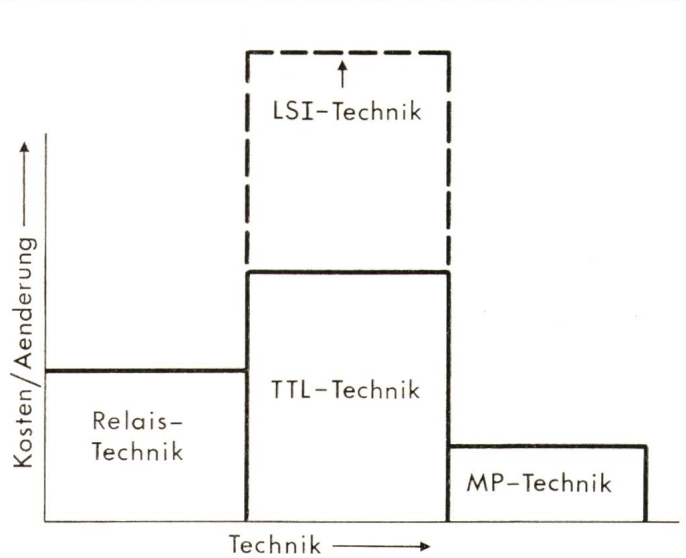 LSI-Technik
Kosten/Aenderung
TTL-Technik
Relais-
Technik
MP-Technik
Technik